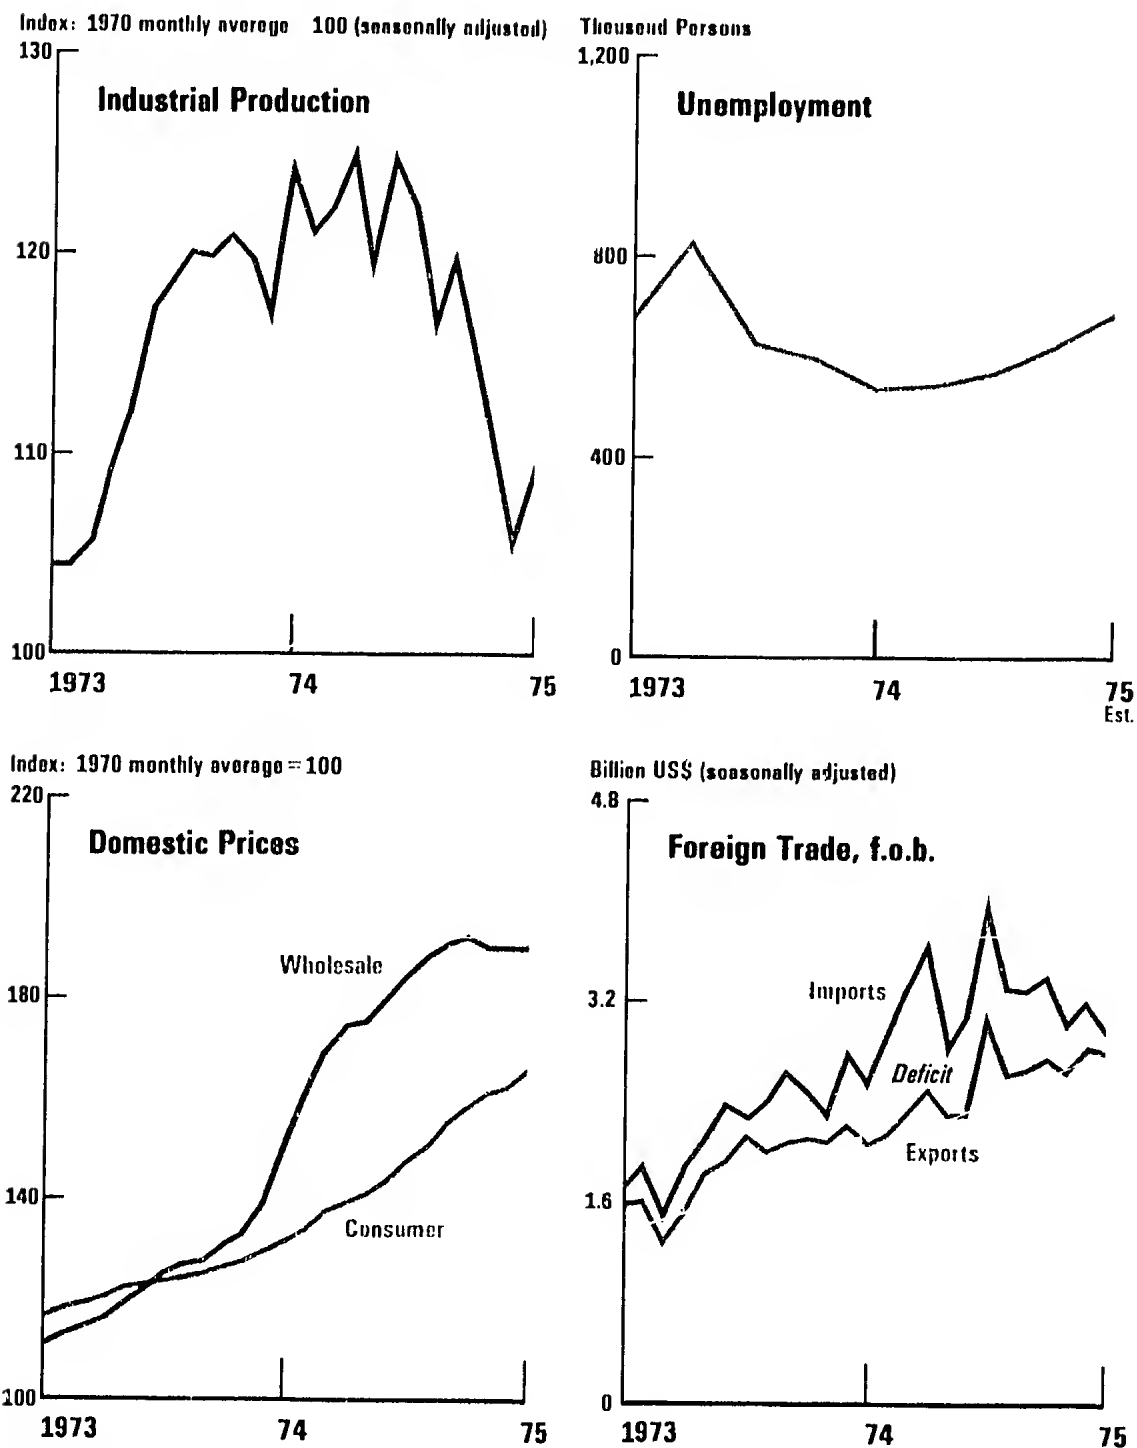 Index: 1970 monthly average 100 (seasonally adjusted)
130
Industrial Production
120
110
100
1973 74 75
Thousand Persons
1,200
Unemployment
800
400
0
1973 74 75
Est.
Index: 1970 monthly average = 100
220
Domestic Prices
Wholesale
180
140
Consumer
100
1973 74 75
Billion US$ (seasonally adjusted)
4.8
Foreign Trade, f.o.b.
Imports
3.2
Deficit
Exports
1.6
0
1973 74 75